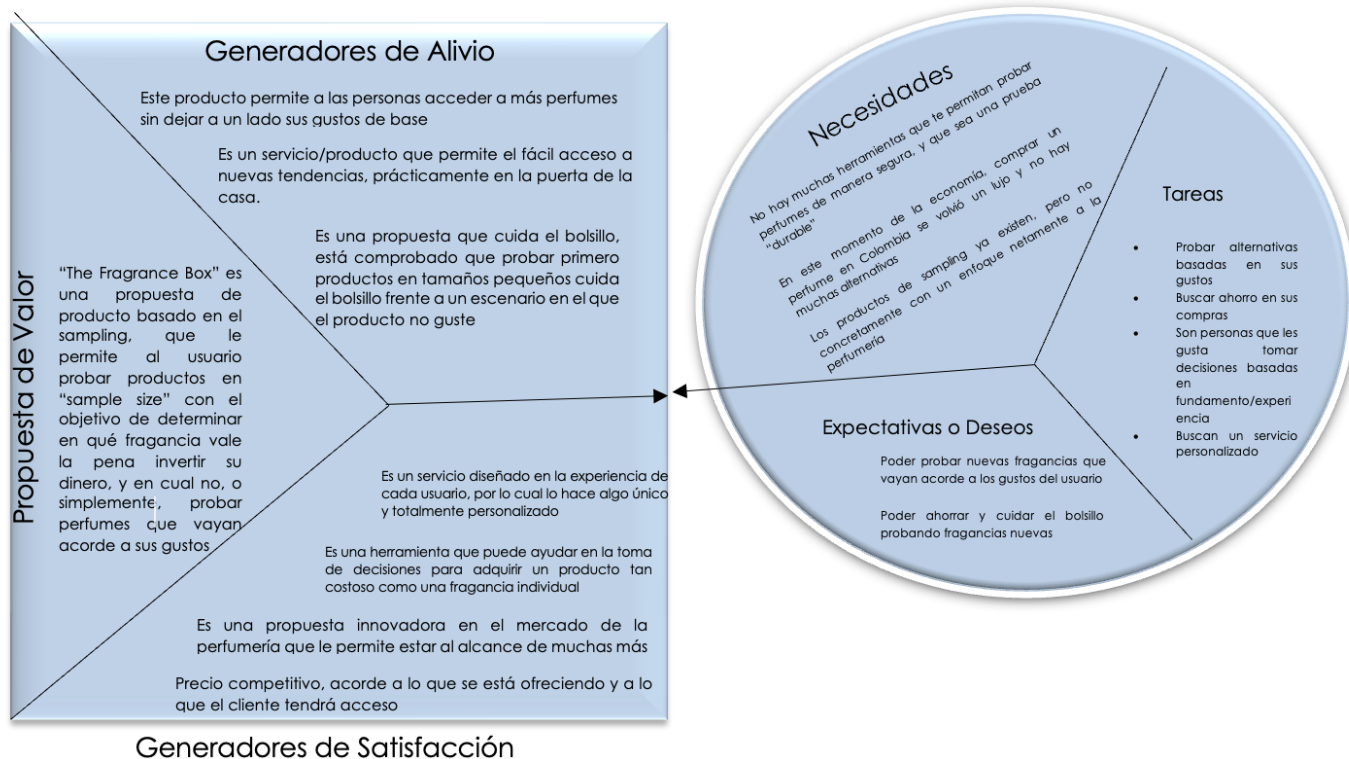 Generadores de Alivio
Este producto permite a las personas acceder a más perfumes
sin dejar a un lado sus gustos de base
Es un servicio/producto que permite el fácil acceso a
nuevas tendencias, prácticamente en la puerta de la
casa.
Es una propuesta que cuida el bolsillo,
está comprobado que probar primero
productos en tamaños pequeños cuida
el bolsillo frente a un escenario en el que
el producto no guste
Propuesta de Valor
“The Fragrance Box” es
una propuesta de
producto basado en el
sampling, que le
permite al usuario
probar productos en
“sample size” con el
objetivo de determinar
en qué fragancia vale
la pena invertir su
dinero, y en cual no, o
simplemente, probar
perfumes que vayan
acorde a sus gustos
Es un servicio diseñado en la experiencia de
cada usuario, por lo cual lo hace algo único
y totalmente personalizado
Es una herramienta que puede ayudar en la toma
de decisiones para adquirir un producto tan
costoso como una fragancia individual
Es una propuesta innovadora en el mercado de la
perfumería que le permite estar al alcance de muchas más
Precio competitivo, acorde a lo que se está ofreciendo y a lo
que el cliente tendrá acceso
Generadores de Satisfacción
Necesidades
No hay muchas herramientas que te permitan probar
perfumes de manera segura, y que sea una prueba
“durable”
En este momento de la economía, comprar un
perfume en Colombia se volvió un lujo y no hay
muchas alternativas
Los productos de sampling ya existen, pero no
concretamente con un enfoque netamente a la
perfumería
Tareas
• Probar alternativas
basadas en sus
gustos
• Buscar ahorro en sus
compras
• Son personas que les
gusta tomar
decisiones basadas
en
fundamento/experi
encia
• Buscan un servicio
personalizado
Expectativas o Deseos
Poder probar nuevas fragancias que
vayan acorde a los gustos del usuario
Poder ahorrar y cuidar el bolsillo
probando fragancias nuevas